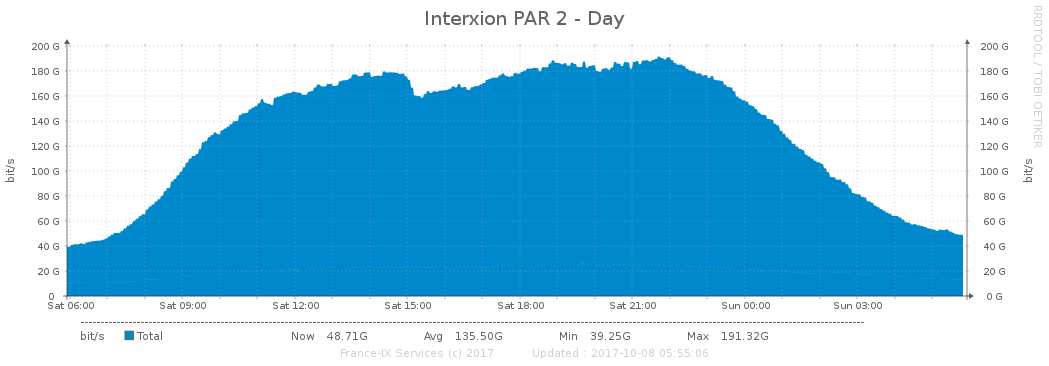 Interxion PAR 2 - Day
RRDTOOL / TOBI OETIKER
200 G 200 G
180 G 180 G
160 G 160 G
140 G 140 G
120 G 120 G
100 G 100 G
80 G 80 G
60 G 60 G
40 G 40 G
20 G 20 G
0 0 G
bit/s bit/s
Sat 06:00 Sat 09:00 Sat 12:00 Sat 15:00 Sat 18:00 Sat 21:00 Sun 00:00 Sun 03:00
bit/s Total Now 48.71G Avg 135.50G Min 39.25G Max 191.32G
France-IX Services (c) 2017 Updated : 2017-10-08 05:55:06